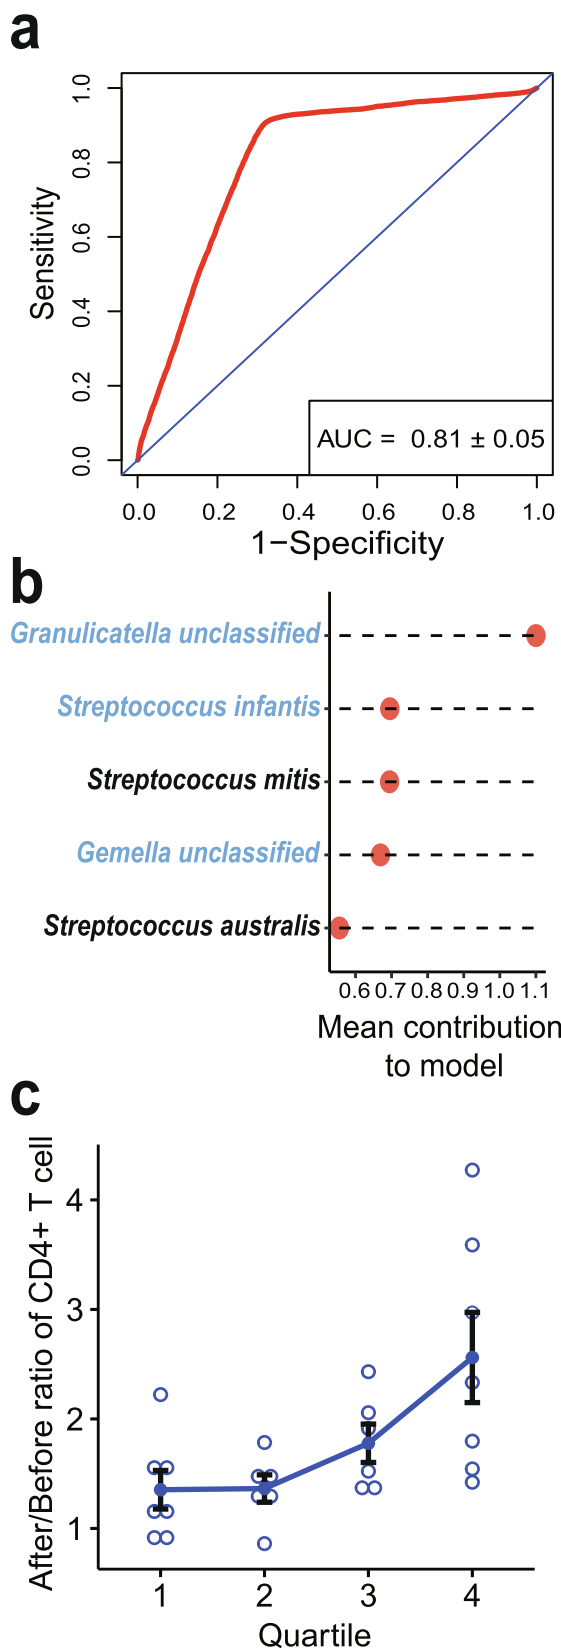 a
1.0
0.8
0.6
0.4
0.2
0.0
Sensitivity
AUC = 0.81 ± 0.05
0.0 0.2 0.4 0.6 0.8 1.0
1−Specificity
b
Granulicatella unclassified
Streptococcus infantis
Streptococcus mitis
Gemella unclassified
Streptococcus australis
0.6 0.7 0.8 0.9 1.0 1.1
Mean contribution
to model
c
After/Before ratio of CD4+ T cell
4
3
2
1
1 2 3 4
Quartile